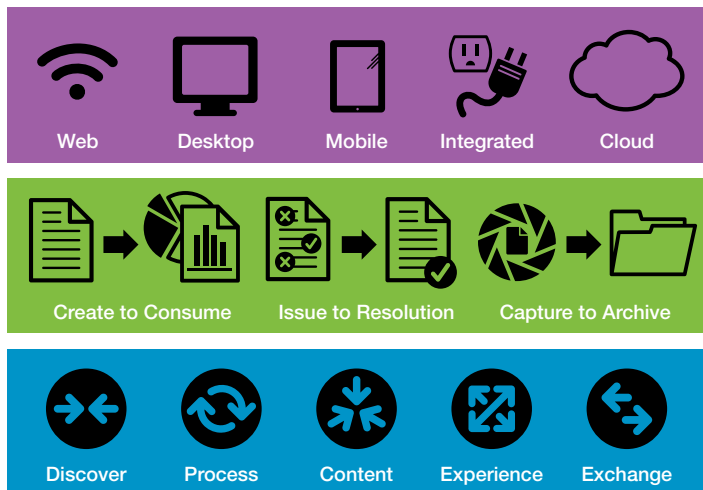 Web Desktop Mobile Integrated Cloud
Create to Consume Issue to Resolution Capture to Archive
Discover Process Content Experience Exchange